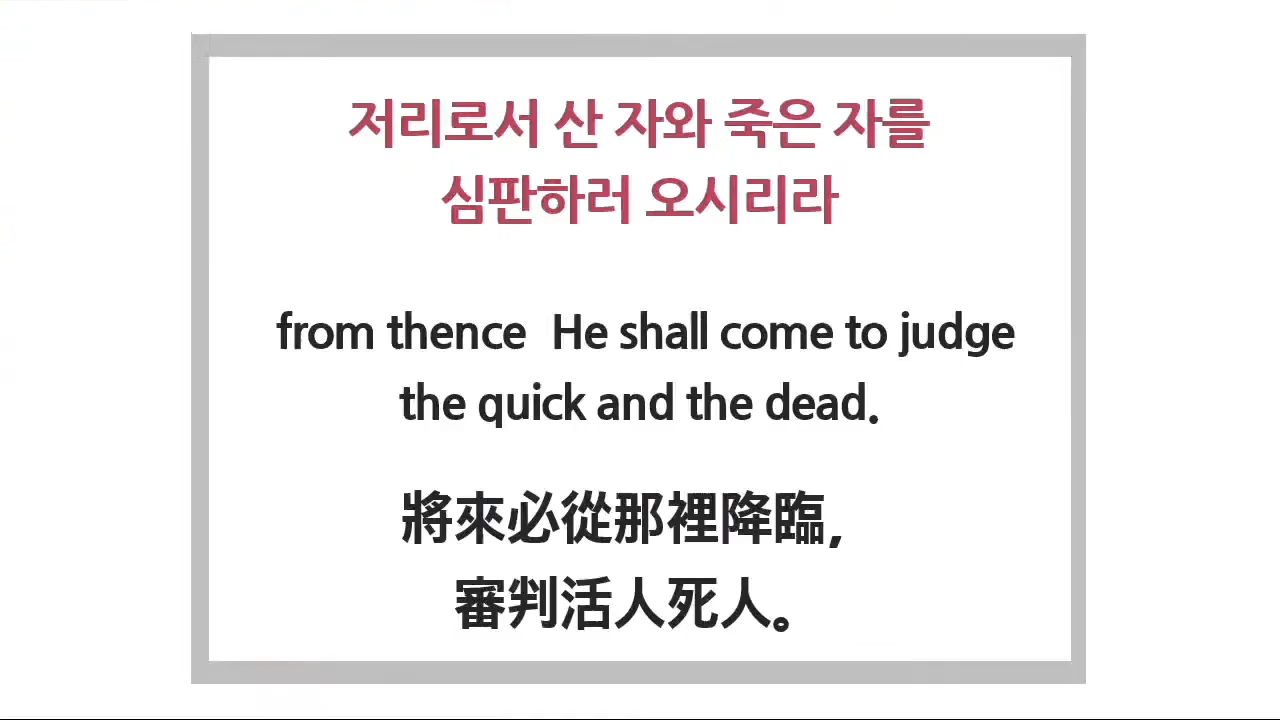 저리로서 산 자와 죽은 자를
심판하러 오시리라
from thence  He shall come to judge
the quick and the dead.
將來必從那裡降臨,
審判活人死人。